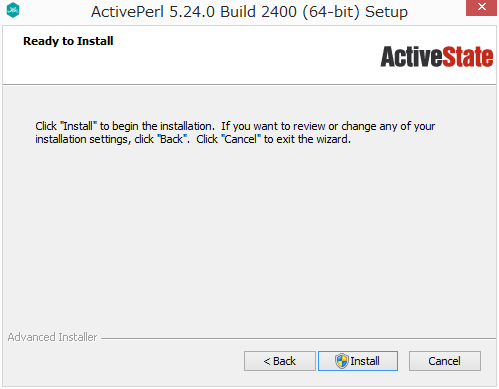 ActivePerl 5.24.0 Build 2400 (64-bit) Setup
Ready to Install
ActiveState
Click "Install" to begin the installation.  If you want to review or change any of your
installation settings, click "Back".  Click "Cancel" to exit the wizard.
Advanced Installer
< Back
Install
Cancel